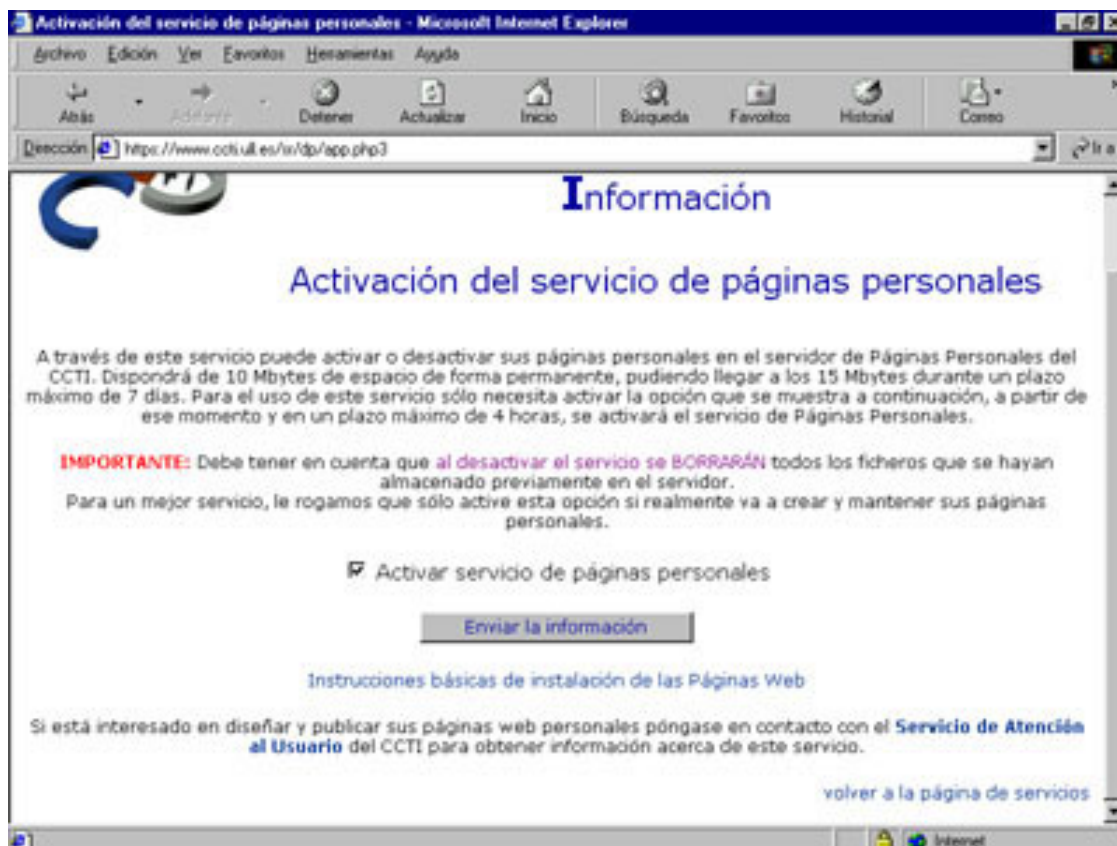 Activación del servicio de páginas personales - Microsoft Internet Explorer
Archivo Edición Ver Favoritos Herramientas Ayuda
Atrás Adelante Detener Actualizar Inicio Búsqueda Favoritos Historial Correo
Dirección https://www.ccti.ull.es/sr/dp/app.php3 Ir a
Información
Activación del servicio de páginas personales
A través de este servicio puede activar o desactivar sus páginas personales en el servidor de Páginas Personales del
CCTI. Dispondrá de 10 Mbytes de espacio de forma permanente, pudiendo llegar a los 15 Mbytes durante un plazo
máximo de 7 días. Para el uso de este servicio sólo necesita activar la opción que se muestra a continuación, a partir de
ese momento y en un plazo máximo de 4 horas, se activará el servicio de Páginas Personales.
IMPORTANTE: Debe tener en cuenta que al desactivar el servicio se BORRARÁN todos los ficheros que se hayan
almacenado previamente en el servidor.
Para un mejor servicio, le rogamos que sólo active esta opción si realmente va a crear y mantener sus páginas
personales.
Activar servicio de páginas personales
Enviar la información
Instrucciones básicas de instalación de las Páginas Web
Si está interesado en diseñar y publicar sus páginas web personales póngase en contacto con el Servicio de Atención
al Usuario del CCTI para obtener información acerca de este servicio.
volver a la página de servicios
Internet